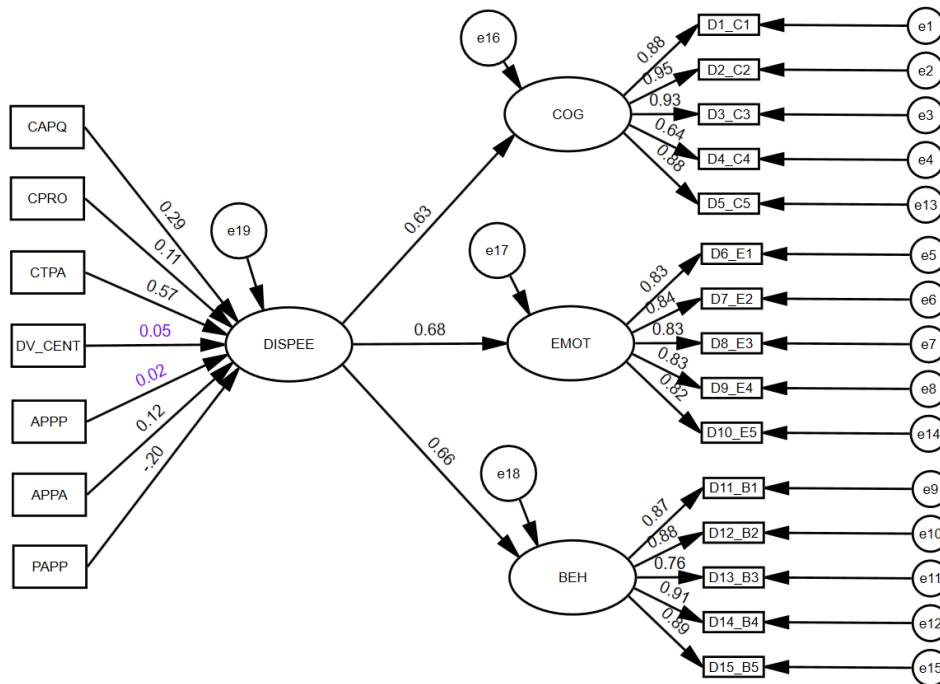 CAPQ
CPRO
CTPA
DV_CENT
APPP
APPA
PAPP
0.29
0.11
0.57
0.05
0.02
0.12
-.20
e19
DISPEE
0.63
0.68
0.66
e16
COG
e17
EMOT
e18
BEH
0.88
0.95
0.93
0.64
0.88
D1_C1
D2_C2
D3_C3
D4_C4
D5_C5
e1
e2
e3
e4
e13
0.83
0.84
0.83
0.83
0.82
D6_E1
D7_E2
D8_E3
D9_E4
D10_E5
e5
e6
e7
e8
e14
0.87
0.88
0.76
0.91
0.89
D11_B1
D12_B2
D13_B3
D14_B4
D15_B5
e9
e10
e11
e12
e15